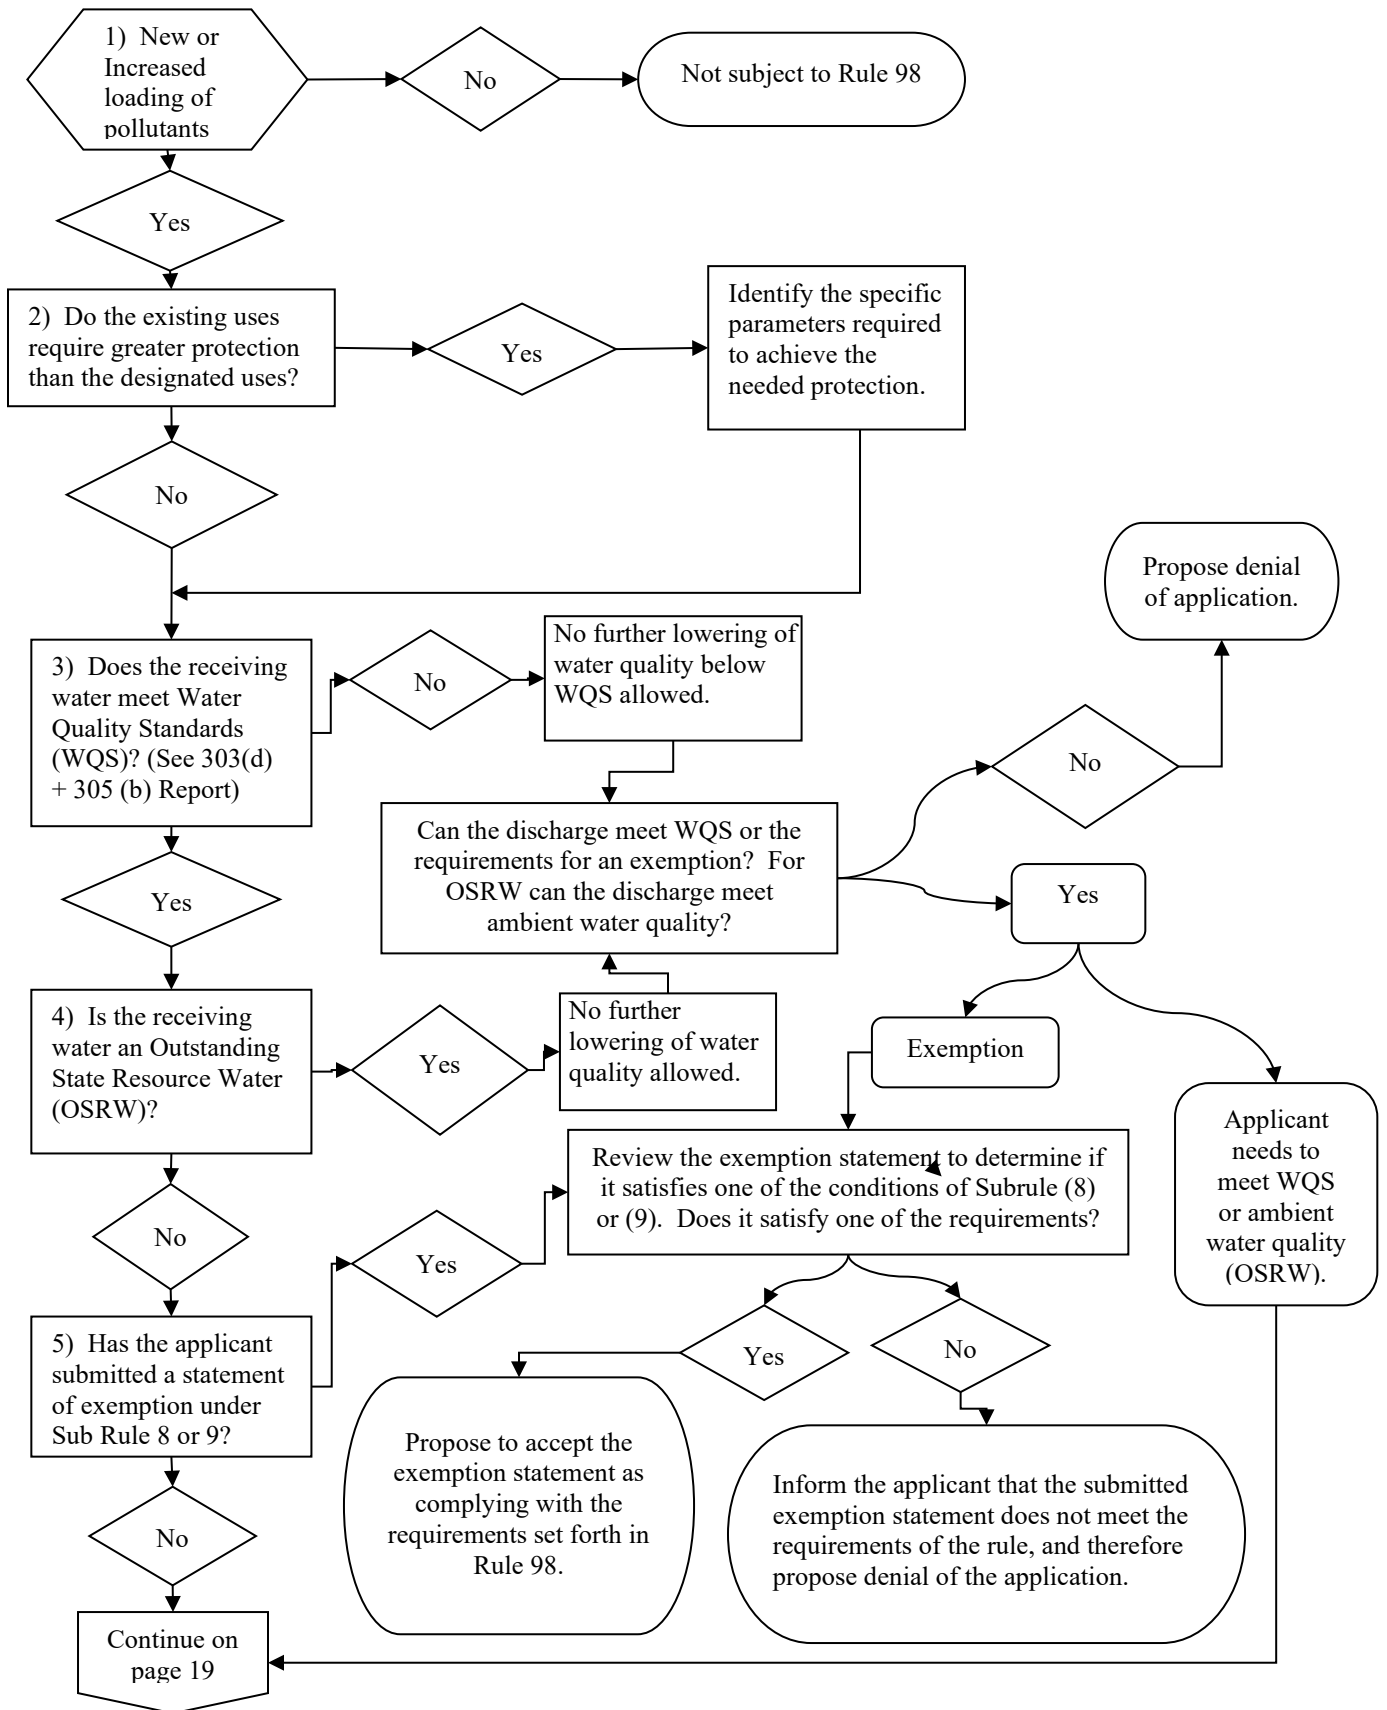 1) New or
Increased
loading of
pollutants
No
Not subject to Rule 98
Yes
2) Do the existing uses
require greater protection
than the designated uses?
Yes
Identify the specific
parameters required
to achieve the
needed protection.
No
Propose denial
of application.
3) Does the receiving
water meet Water
Quality Standards
(WQS)? (See 303(d)
+ 305 (b) Report)
No
No further lowering of
water quality below
WQS allowed.
No
Can the discharge meet WQS or the
requirements for an exemption? For
OSRW can the discharge meet
ambient water quality?
Yes
Yes
4) Is the receiving
water an Outstanding
State Resource Water
(OSRW)?
Yes
No further
lowering of water
quality allowed.
Exemption
Applicant
needs to
meet WQS
or ambient
water quality
(OSRW).
Review the exemption statement to determine if
it satisfies one of the conditions of Subrule (8)
or (9). Does it satisfy one of the requirements?
No
Yes
5) Has the applicant
submitted a statement
of exemption under
Sub Rule 8 or 9?
Yes
No
Propose to accept the
exemption statement as
complying with the
requirements set forth in
Rule 98.
Inform the applicant that the submitted
exemption statement does not meet the
requirements of the rule, and therefore
propose denial of the application.
No
Continue on
page 19